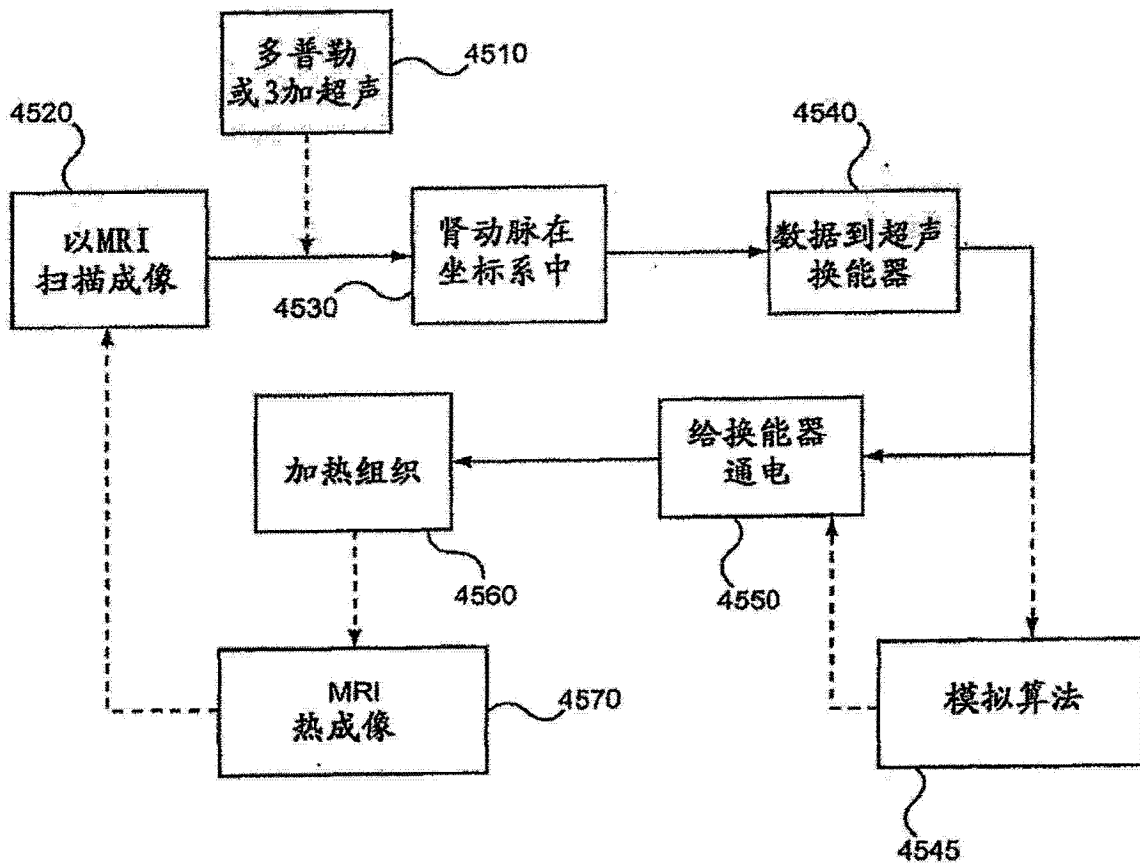 多普勒
或3加超声
4510
4520
以MRI
扫描成像
肾动脉在
坐标系中
4530
4540
数据到超声
换能器
给换能器
通电
4550
加热组织
4560
MRI
热成像
4570
模拟算法
4545